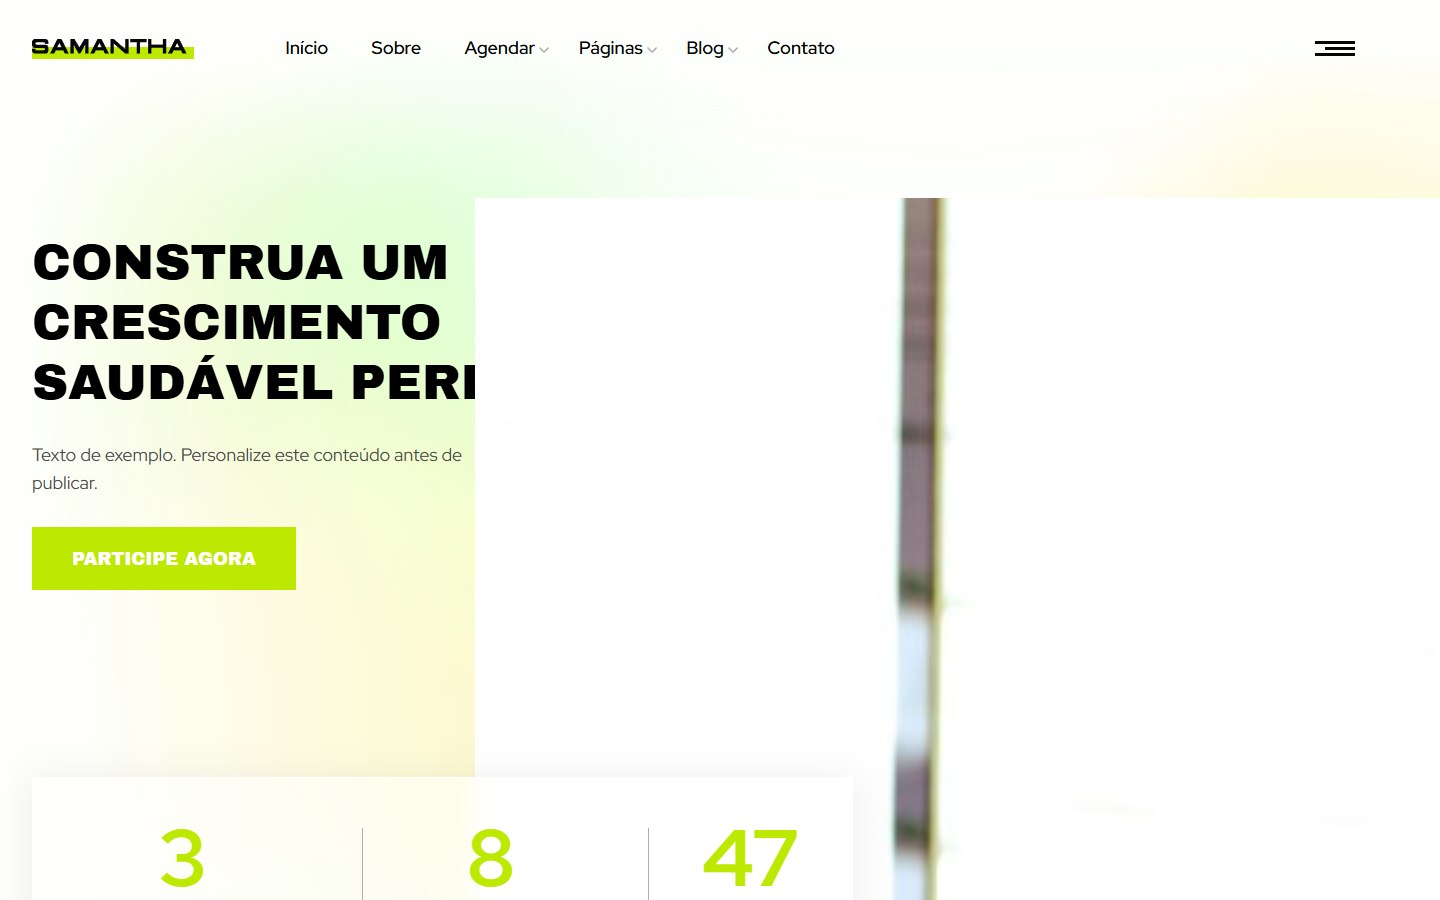 SAMANTHA
Início Sobre Agendar Páginas Blog Contato
CONSTRUA UM
CRESCIMENTO
SAUDÁVEL
Texto de exemplo. Personalize este conteúdo antes de
publicar.
PARTICIPE AGORA
3 8 47